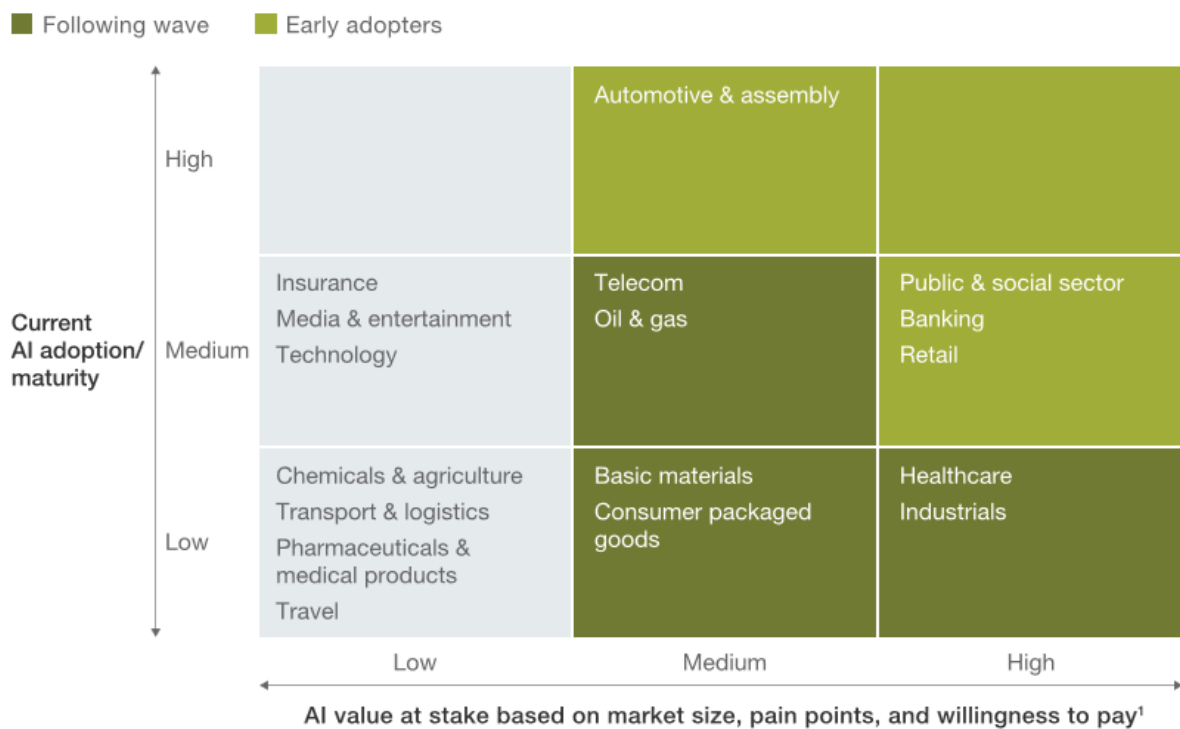 Following wave
Early adopters
Automotive & assembly
High
Insurance
Media & entertainment
Technology
Telecom
Oil & gas
Public & social sector
Banking
Retail
Current
AI adoption/
maturity
Medium
Chemicals & agriculture
Transport & logistics
Pharmaceuticals &
medical products
Travel
Basic materials
Consumer packaged
goods
Healthcare
Industrials
Low
Low
Medium
High
AI value at stake based on market size, pain points, and willingness to pay¹